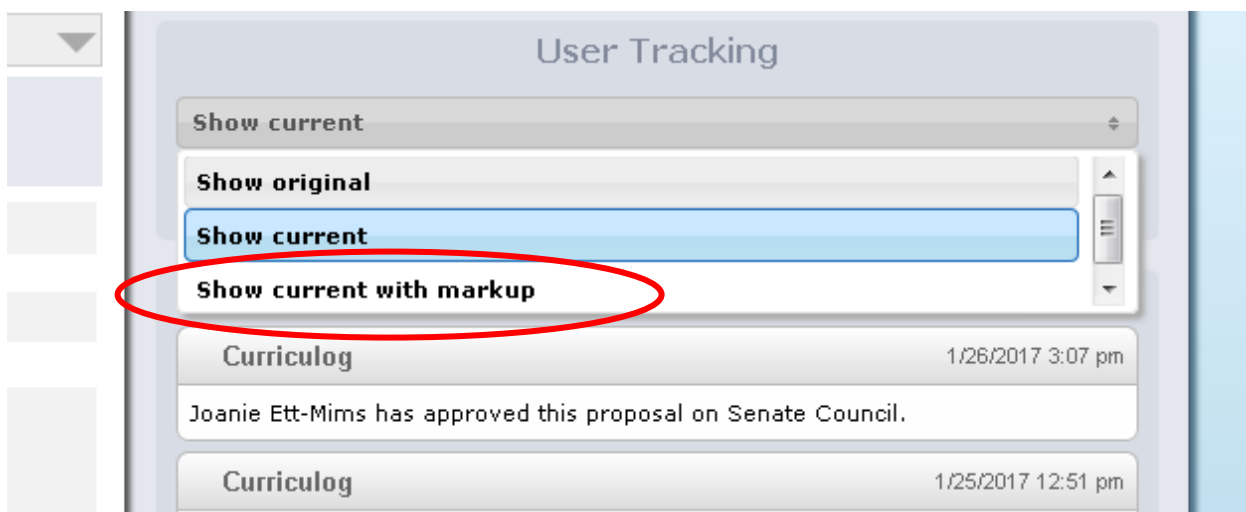 User Tracking
Show current
Show original
Show current
Show current with markup
Curriculog 1/26/2017 3:07 pm
Joanie Ett-Mims has approved this proposal on Senate Council.
Curriculog 1/25/2017 12:51 pm